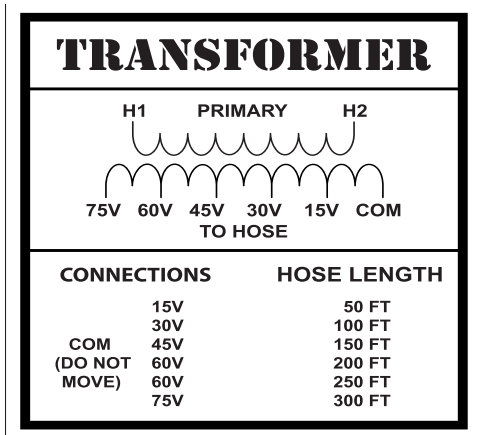 TRANSFORMER
H1 PRIMARY H2
75V 60V 45V 30V 15V COM
TO HOSE
CONNECTIONS HOSE LENGTH
15V 50 FT
30V 100 FT
COM 45V 150 FT
(DO NOT 60V 200 FT
MOVE) 60V 250 FT
75V 300 FT